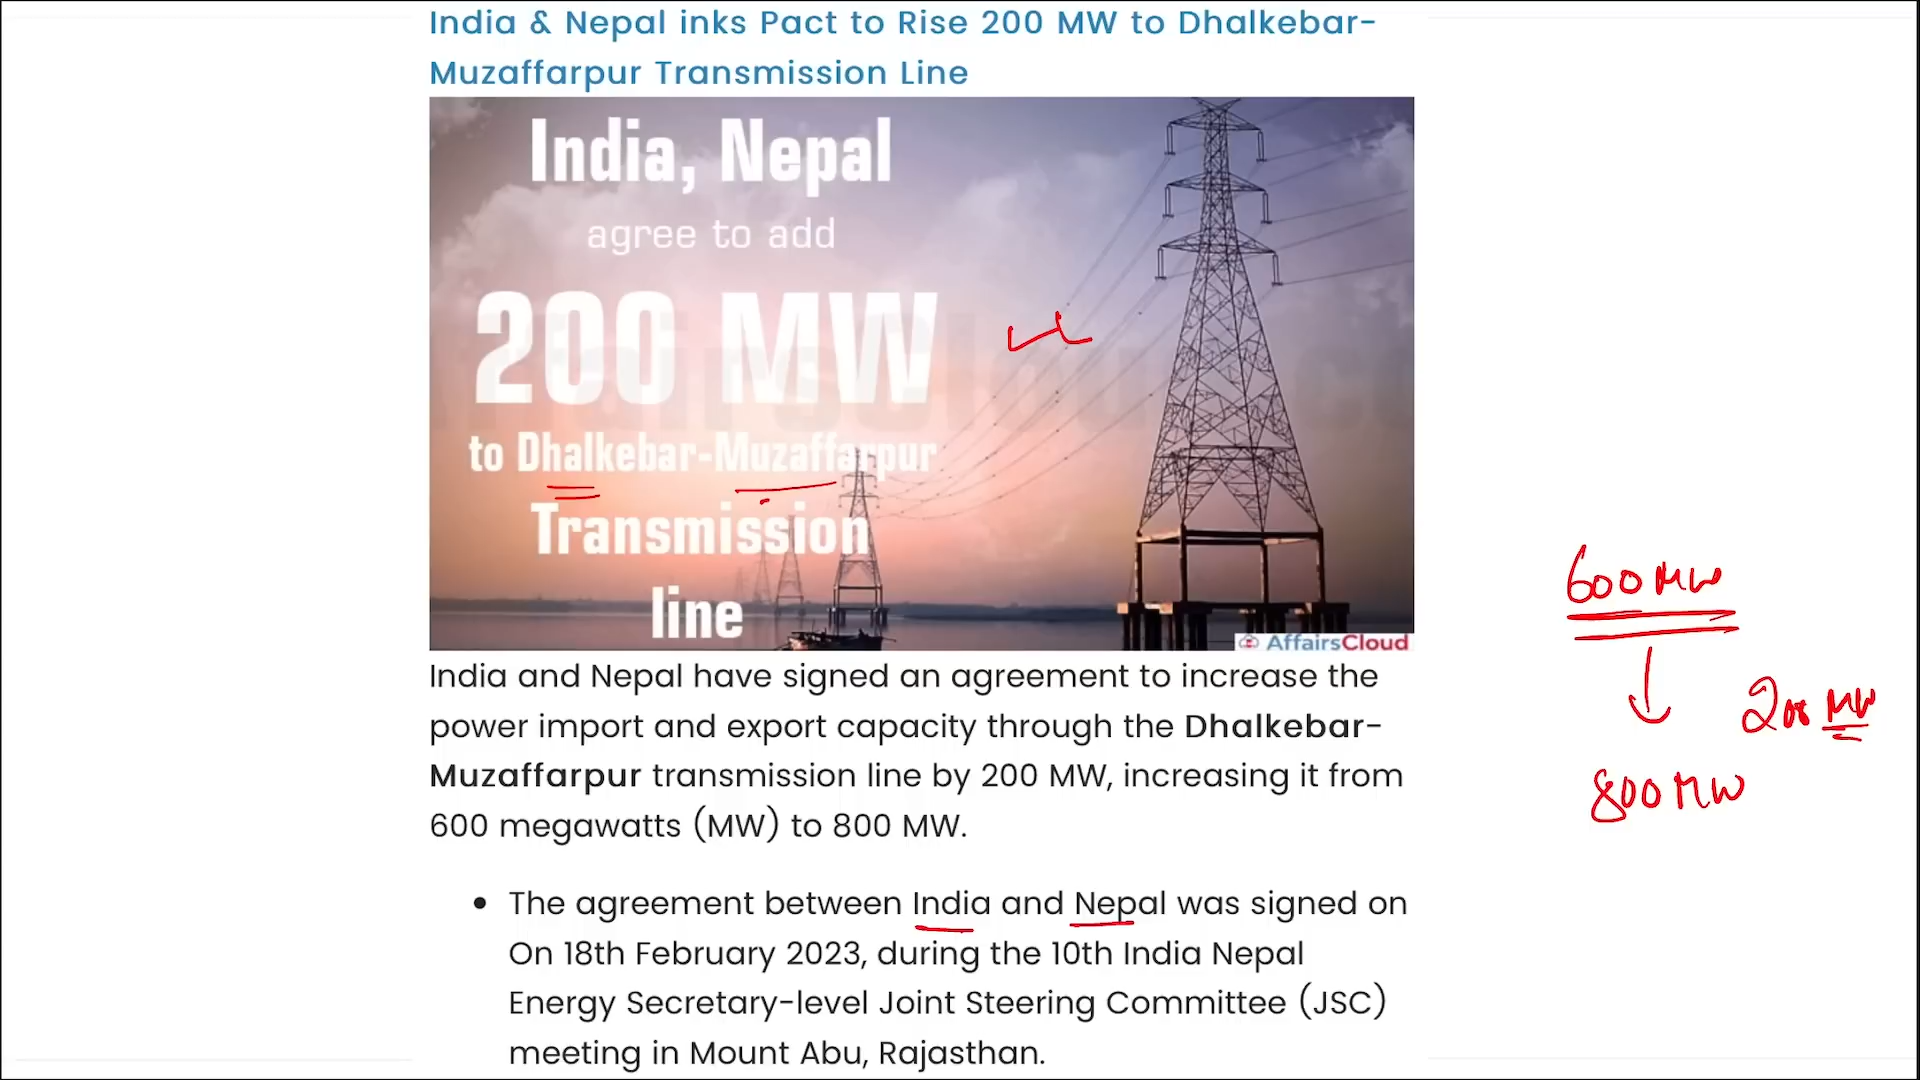 India & Nepal inks Pact to Rise 200 MW to Dhalkebar-
Muzaffarpur Transmission Line
India, Nepal
agree to add
200 MW
to Dhalkebar-Muzaffarpur
Transmission
line
AffairsCloud
India and Nepal have signed an agreement to increase the
power import and export capacity through the Dhalkebar-
Muzaffarpur transmission line by 200 MW, increasing it from
600 megawatts (MW) to 800 MW.
• The agreement between India and Nepal was signed on
On 18th February 2023, during the 10th India Nepal
Energy Secretary-level Joint Steering Committee (JSC)
meeting in Mount Abu, Rajasthan.
600 MW
200 MW
800 MW